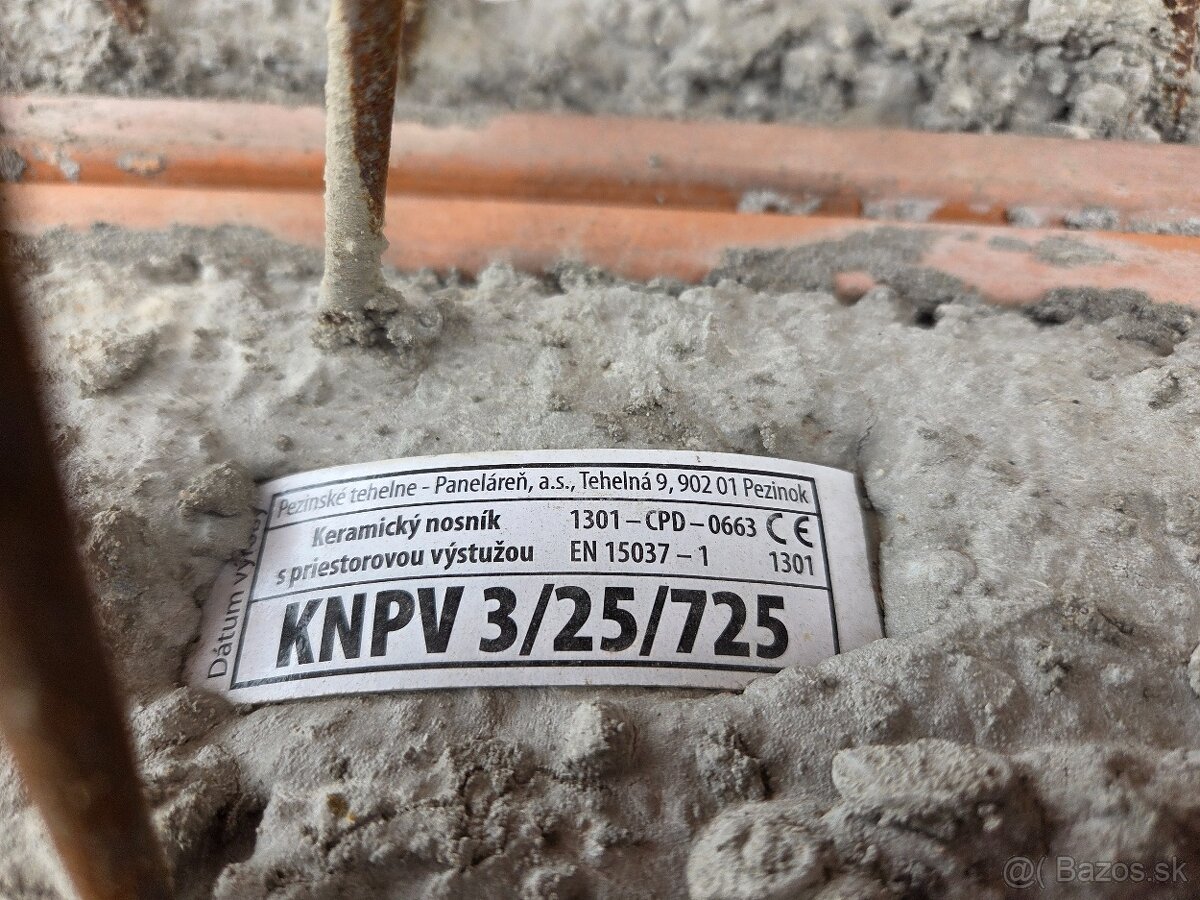 Pezinské tehelne - Paneláreň, a.s., Tehelná 9, 902 01 Pezinok
Keramický nosník
s priestorovou výstužou
1301 – CPD – 0663 CE
EN 15037 – 1 1301
KNPV 3/25/725
Dátum výroby
@( Bazos.sk